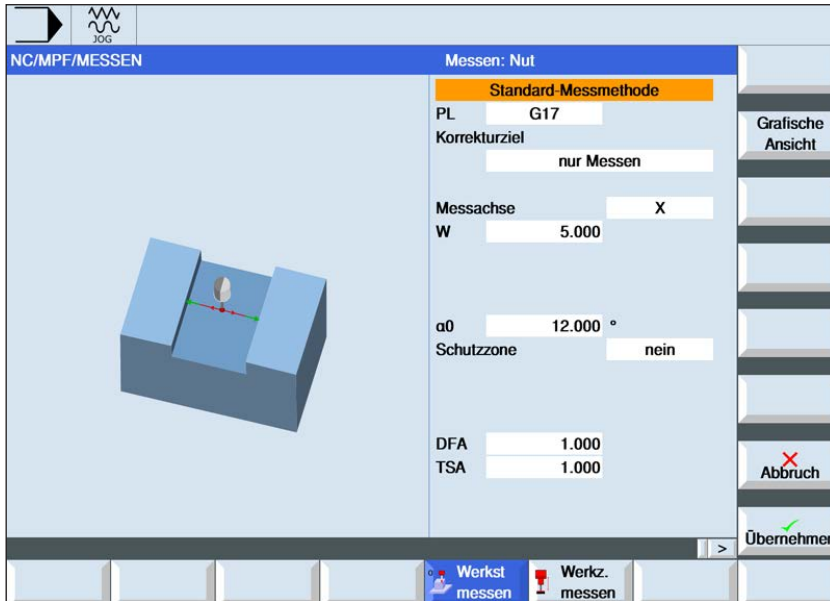 JOG
NC/MPF/MESSEN
Messen: Nut
Standard-Messmethode
PL G17
Korrekturziel
nur Messen
Messachse X
W 5.000
α0 12.000 °
Schutzzone nein
DFA 1.000
TSA 1.000
Grafische
Ansicht
Abbruch
Übernehmen
>
Werkst
messen
Werkz.
messen